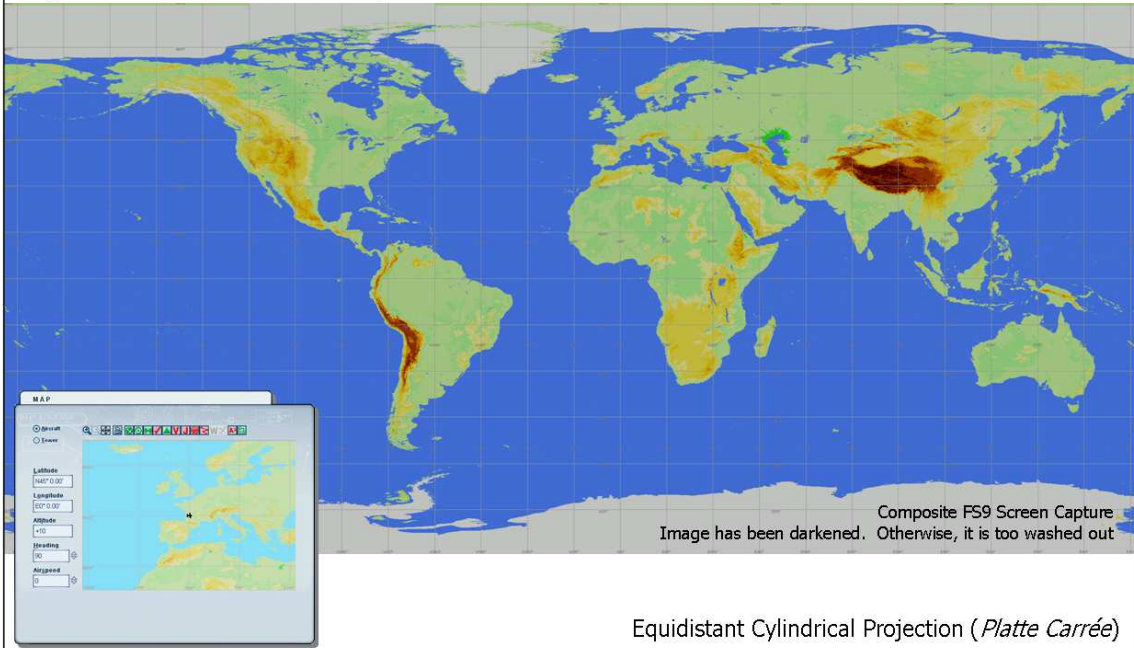 MAP
Aircraft
Tower
Latitude
N45° 0.00'
Longitude
E0° 0.00'
Altitude
+10
Heading
90
Airspeed
0
Composite FS9 Screen Capture
Image has been darkened. Otherwise, it is too washed out
Equidistant Cylindrical Projection (Platte Carrée)